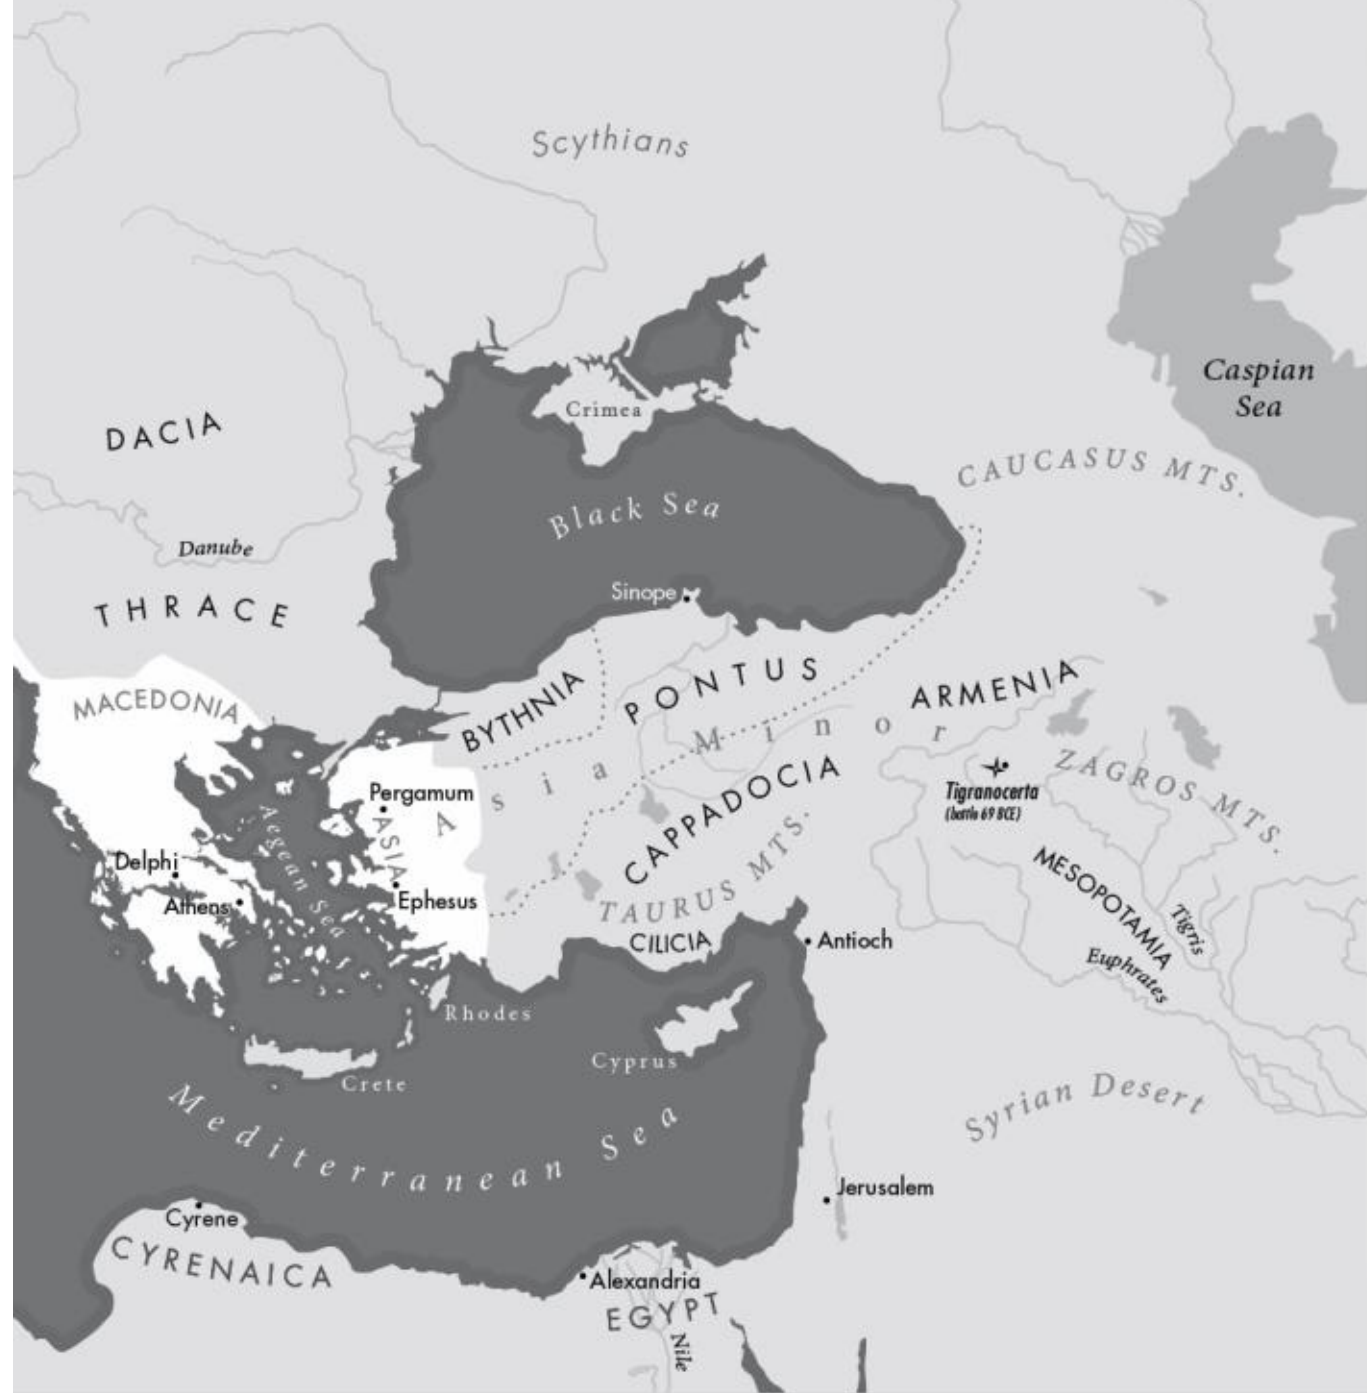 Scythians
Caspian
Sea
Crimea
DACIA
CAUCASUS MTS.
Black Sea
Danube
Sinope
THRACE
MACEDONIA
BYTHNIA
PONTUS
ARMENIA
Asia Minor
ZAGROS MTS.
Tigranocerta
(battle 69 BCE)
Pergamum
ASIA
CAPPADOCIA
Aegean Sea
Delphi
TAURUS MTS.
MESOPOTAMIA
Athens
Ephesus
Tigris
CILICIA
Antioch
Euphrates
Rhodes
Cyprus
Crete
Syrian Desert
Mediterranean Sea
Jerusalem
Cyrene
CYRENAICA
Alexandria
EGYPT
Nile